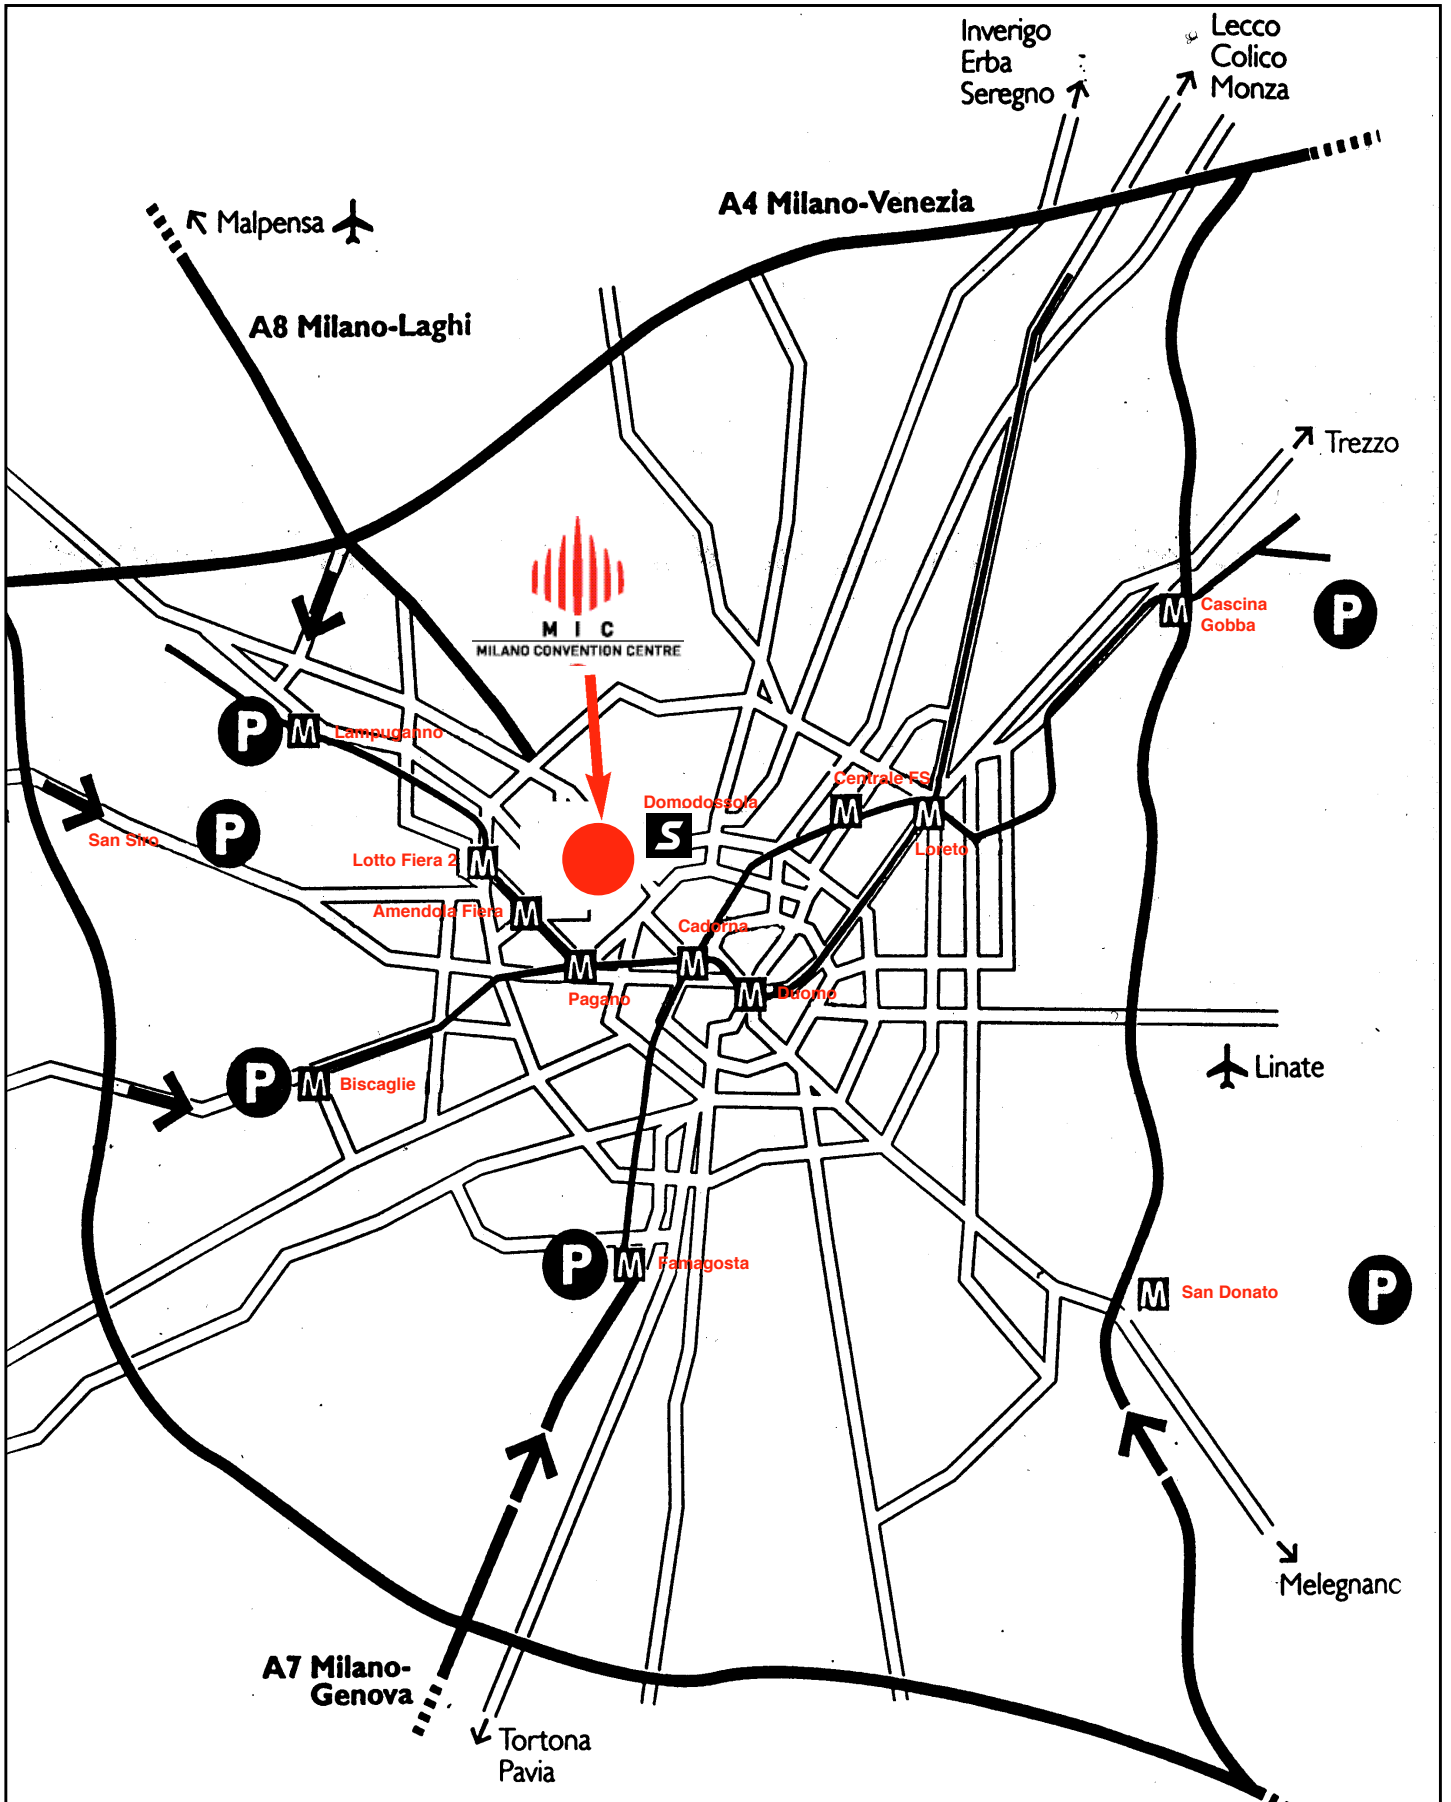 Inverigo
Erba
Seregno
Lecco
Colico
Monza
A4 Milano-Venezia
Malpensa
A8 Milano-Laghi
Trezzo
M I C
MILANO CONVENTION CENTRE
Cascina
Gobba
P
M
P
M
Lampuganno
Centrale FS
M
Domodossola
S
M
Loreto
San Siro
P
Lotto Fiera 2
M
Amendola Fiera
M
Cadorna
M
M
Pagano
M
Duomo
Linate
P
M
Biscaglie
P
M
Famagosta
M
San Donato
P
Melegnanc
A7 Milano-
Genova
Tortona
Pavia